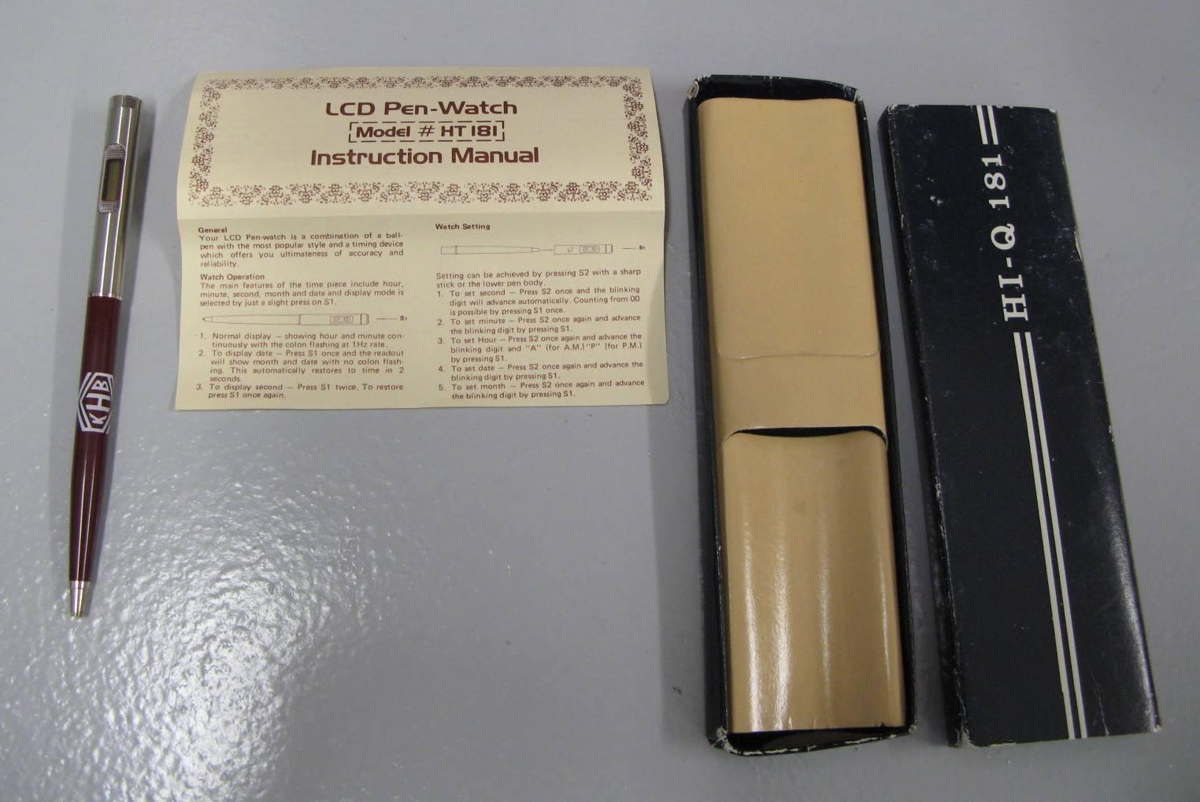 KHB
LCD Pen-Watch
Model # HT 181
Instruction Manual
General
Your LCD Pen-watch is a combination of a ball-
pen with the most popular style and a timing device
which offers you ultimateness of accuracy and
reliability.
Watch Operation
The main features of the time piece include hour,
minute, second, month and date and display mode is
selected by just a slight press on S1.
S1
1. Normal display — showing hour and minute con-
tinuously with the colon flashing at 1Hz rate.
2. To display date — Press S1 once and the readout
will show month and date with no colon flash-
ing. This automatically restores to time in 2
seconds.
3. To display second — Press S1 twice, To restore
press S1 once again.
Watch Setting
S1
Setting can be achieved by pressing S2 with a sharp
stick or the lower pen body.
1. To set second — Press S2 once and the blinking
digit will advance automatically. Counting from 00
is possible by pressing S1 once.
2. To set minute — Press S2 once again and advance
the blinking digit by pressing S1.
3. To set Hour — Press S2 once again and advance the
blinking digit and "A" (for A.M.) "P" (for P.M.)
by pressing S1.
4. To set date — Press S2 once again and advance the
blinking digit by pressing S1.
5. To set month — Press S2 once again and advance
the blinking digit by pressing S1.
HI-Q 181